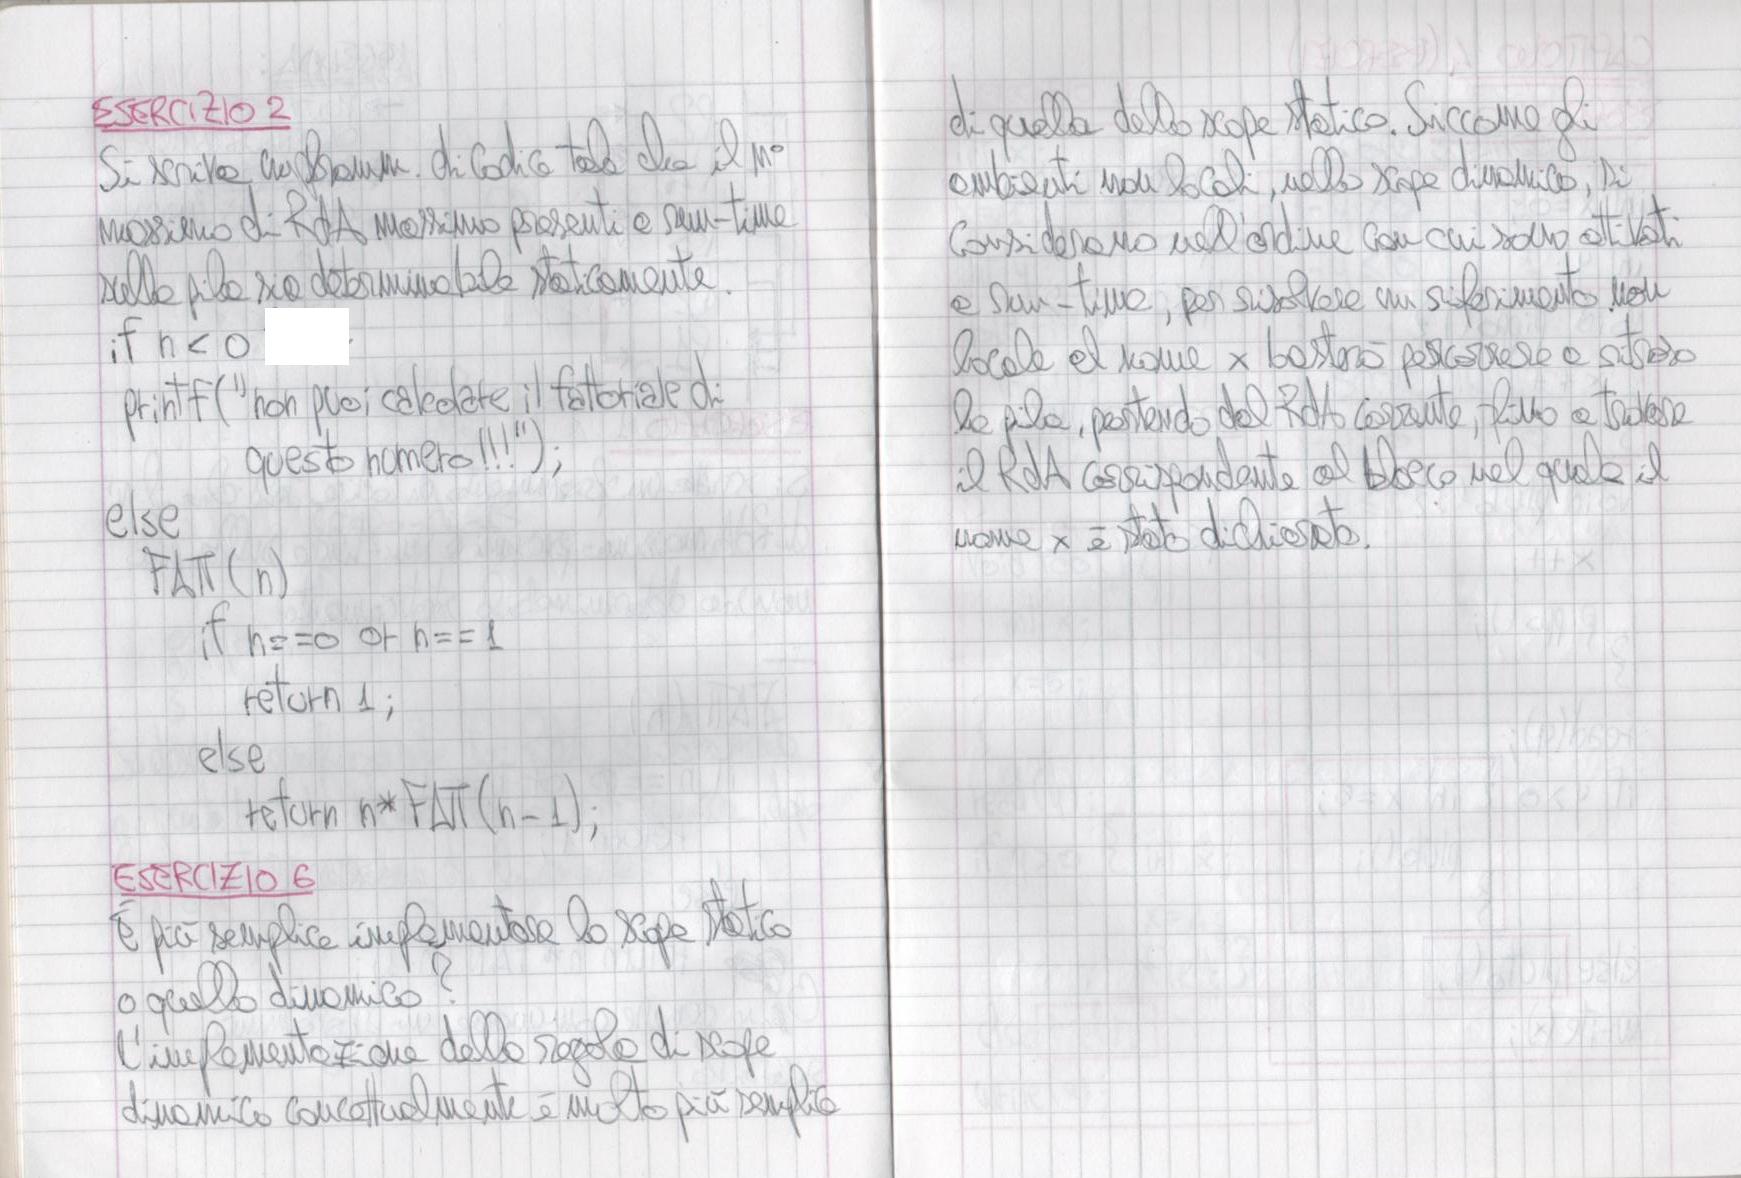 ESERCIZIO 2
Si scriva un framm. di codice tale che il n°
massimo di RdA massimo presenti a run-time
sulla pila sia determinabile staticamente.
if n < 0
printf("non puoi calcolare il fattoriale di
questo numero!!!");
else
FATT(n)
if n==0 or n==1
return 1;
else
return n*FATT(n-1);
ESERCIZIO 6
È più semplice implementare lo scope statico
o quello dinamico?
L'implementazione della regola di scope
dinamico concettualmente è molto più semplice
di quella dello scope statico. Siccome gli
ambienti non locali, nello scope dinamico, si
considerano nell'ordine con cui sono attivati
a run-time, per risolvere un riferimento non
locale al nome x basterà percorrere a ritroso
la pila, partendo dal RdA corrente, fino a trovare
il RdA corrispondente al blocco nel quale il
nome x è stato dichiarato.